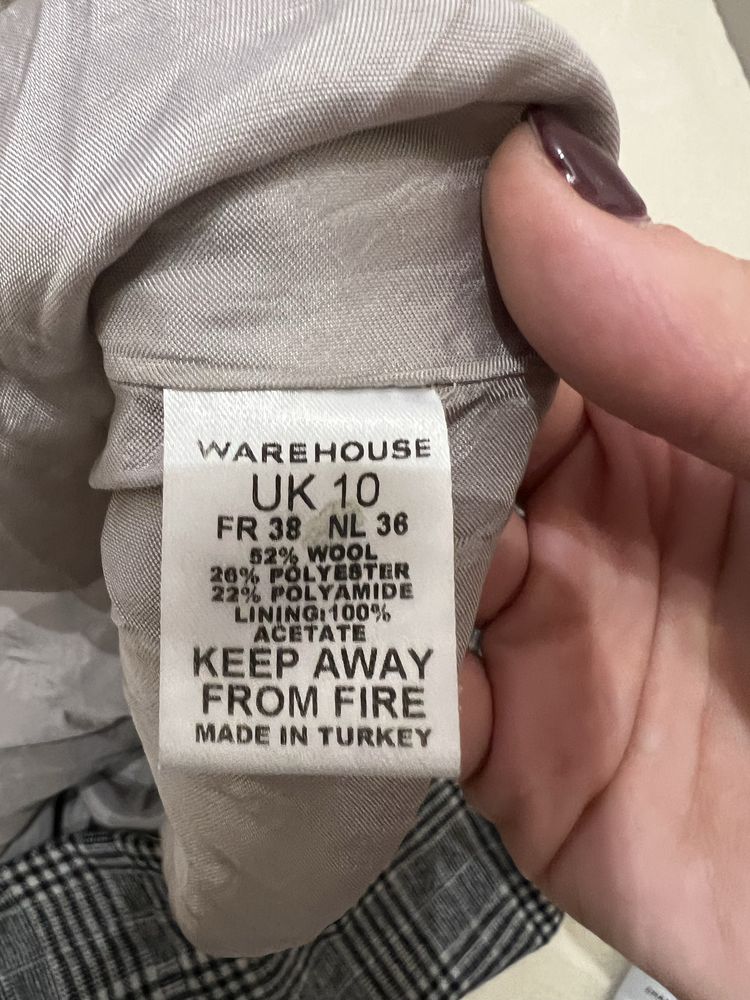 WAREHOUSE
UK 10
FR 38 NL 36
52% WOOL
26% POLYESTER
22% POLYAMIDE
LINING:100%
ACETATE
KEEP AWAY
FROM FIRE
MADE IN TURKEY